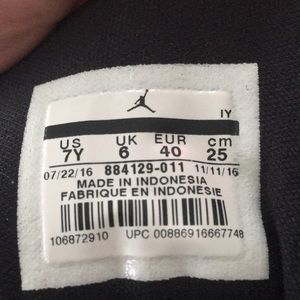 IY
US UK EUR cm
7Y 6 40 25
07/22/16 884129-011 11/11/16
MADE IN INDONESIA
FABRIQUE EN INDONESIE
106872910 UPC 00886916667748